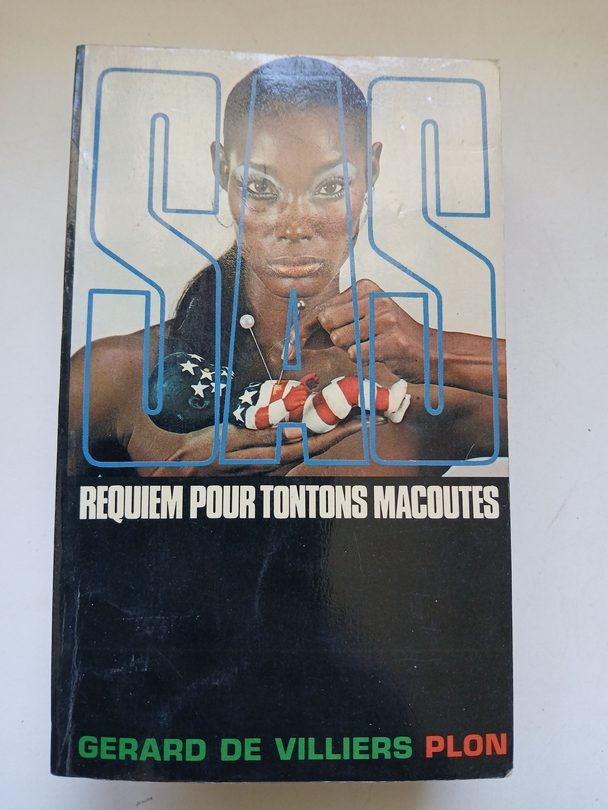 SAS
REQUIEM POUR TONTONS MACOUTES
GERARD DE VILLIERS PLON